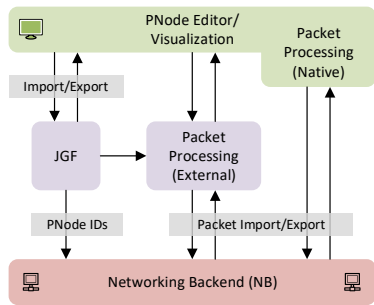 PNode Editor/
Visualization
Packet
Processing
(Native)
Import/Export
JGF
Packet
Processing
(External)
PNode IDs
Packet Import/Export
Networking Backend (NB)